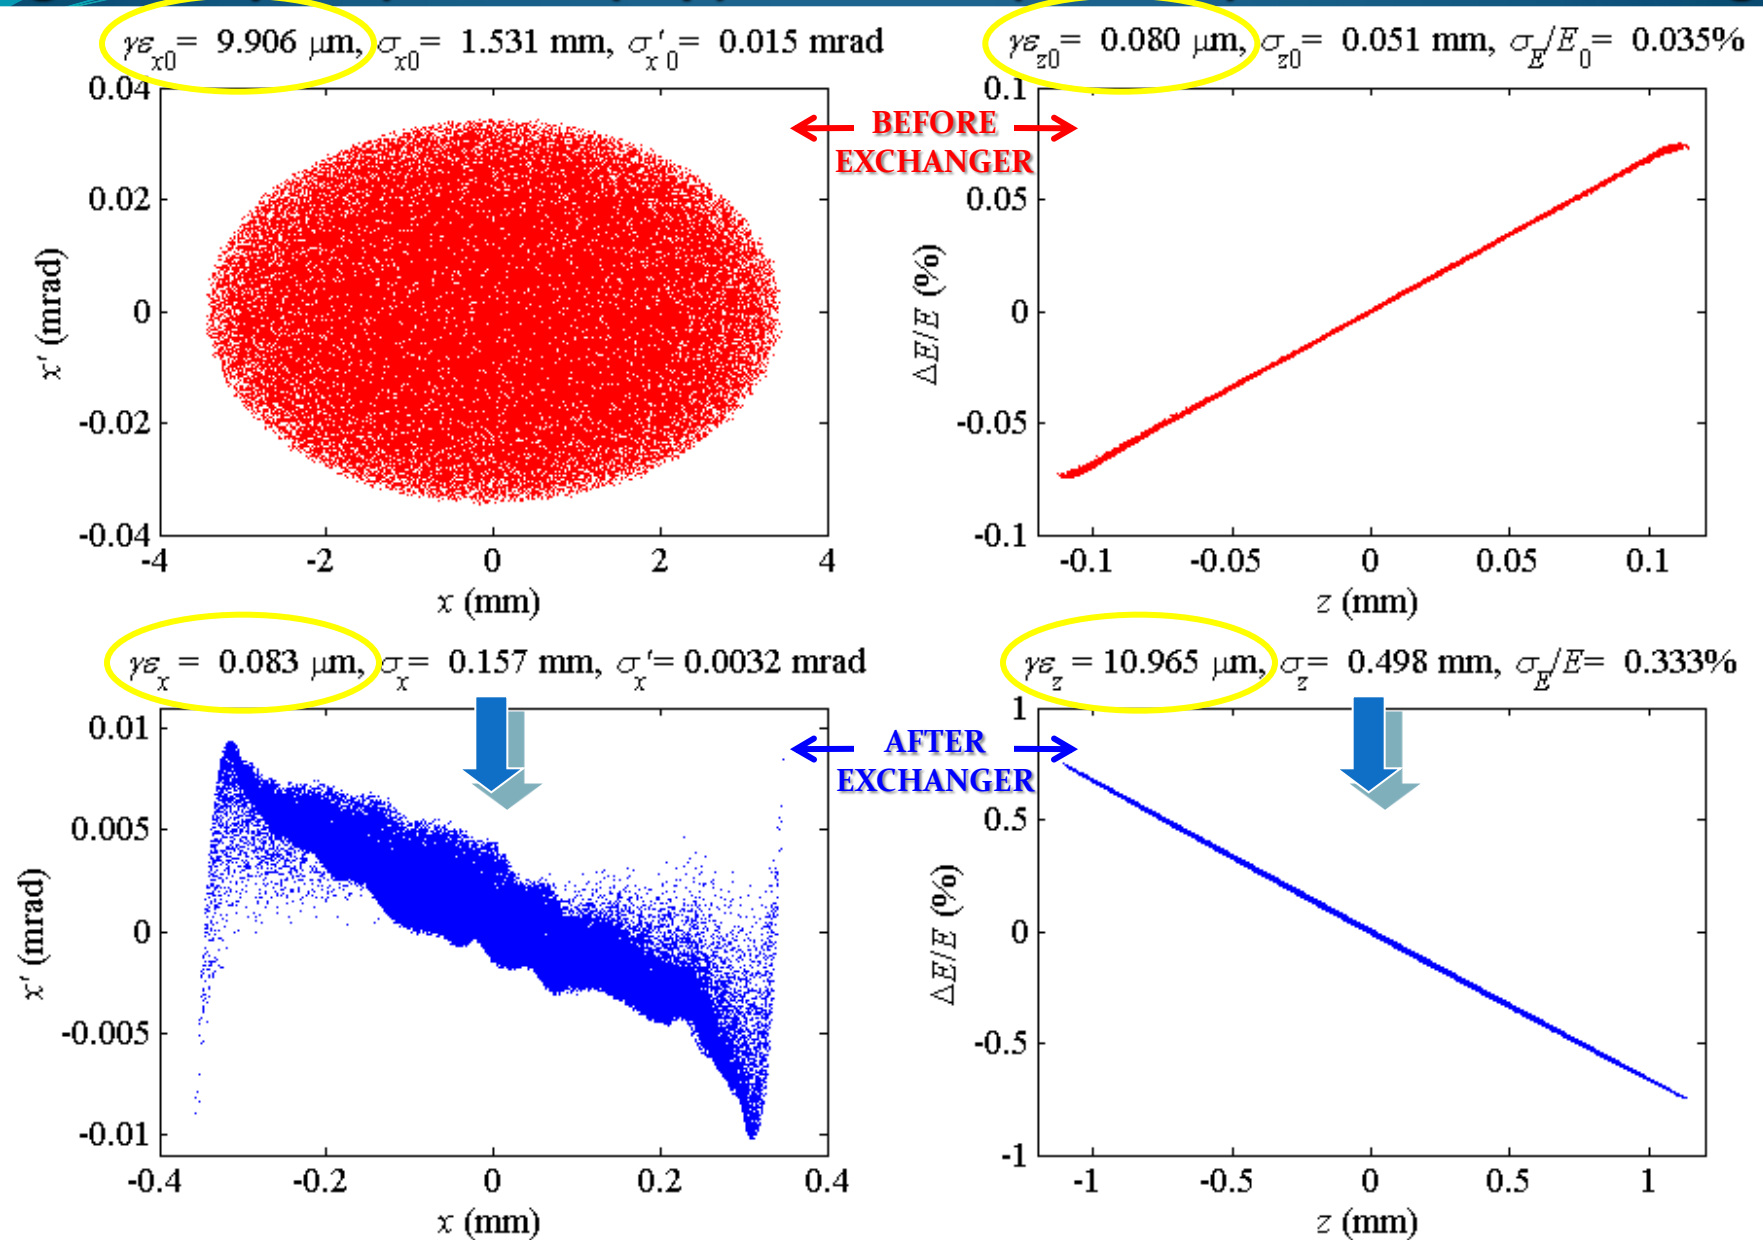 γε_x0 = 9.906 μm, σ_x0 = 1.531 mm, σ'_x 0 = 0.015 mrad
γε_z0 = 0.080 μm, σ_z0 = 0.051 mm, σ_E/E_0 = 0.035%
0.04
0.02
0
-0.02
-0.04
x' (mrad)
-4 -2 0 2 4
x (mm)
BEFORE
EXCHANGER
0.1
0.05
0
-0.05
-0.1
ΔE/E (%)
-0.1 -0.05 0 0.05 0.1
z (mm)
γε_x = 0.083 μm, σ_x = 0.157 mm, σ'_x = 0.0032 mrad
γε_z = 10.965 μm, σ_z = 0.498 mm, σ_E/E = 0.333%
0.01
0.005
0
-0.005
-0.01
x' (mrad)
-0.4 -0.2 0 0.2 0.4
x (mm)
AFTER
EXCHANGER
1
0.5
0
-0.5
-1
ΔE/E (%)
-1 -0.5 0 0.5 1
z (mm)